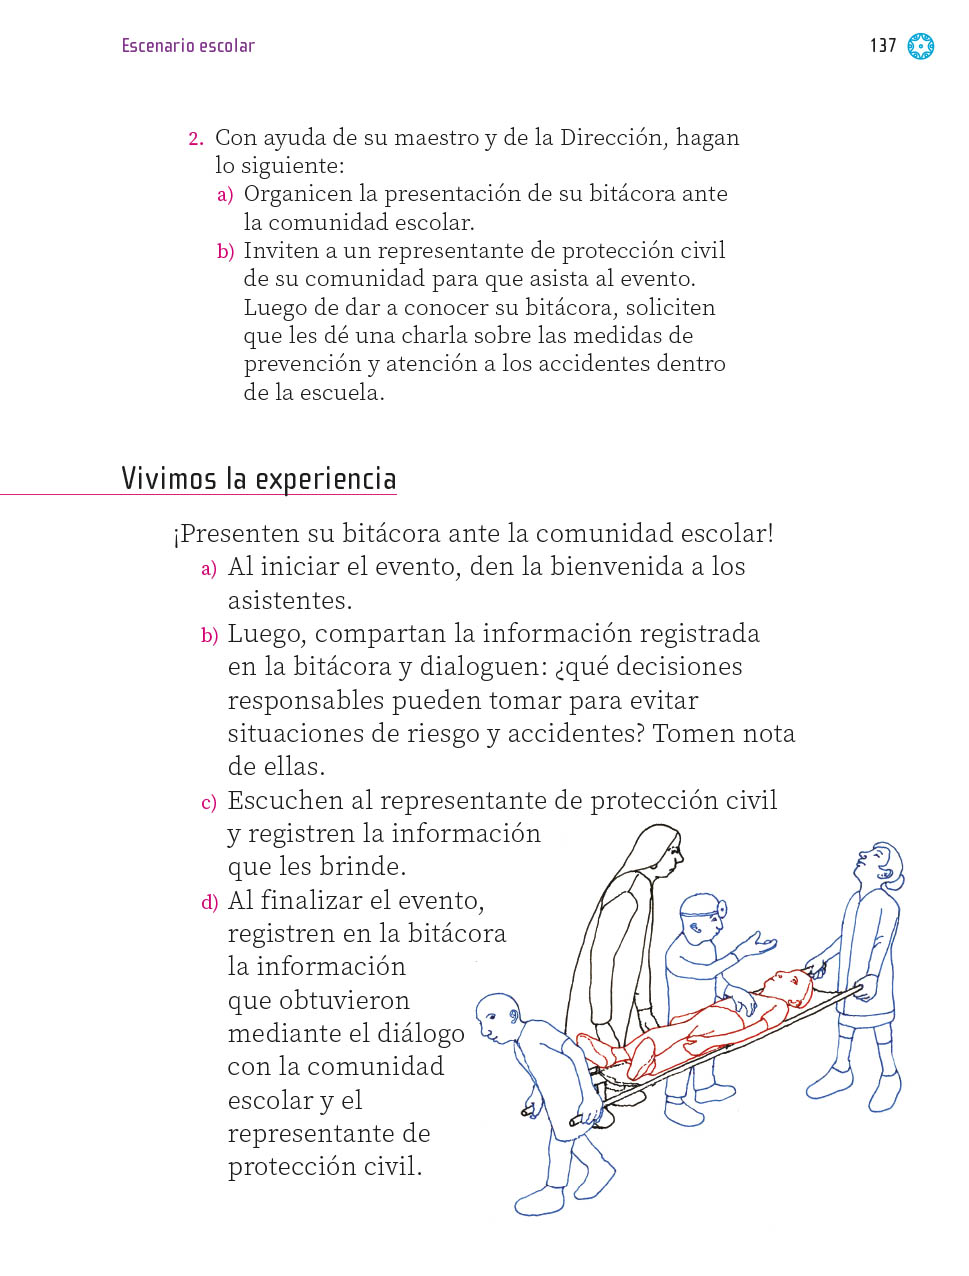 Escenario escolar
137
2. Con ayuda de su maestro y de la Dirección, hagan
lo siguiente:
a) Organicen la presentación de su bitácora ante
la comunidad escolar.
b) Inviten a un representante de protección civil
de su comunidad para que asista al evento.
Luego de dar a conocer su bitácora, soliciten
que les dé una charla sobre las medidas de
prevención y atención a los accidentes dentro
de la escuela.
Vivimos la experiencia
¡Presenten su bitácora ante la comunidad escolar!
a) Al iniciar el evento, den la bienvenida a los
asistentes.
b) Luego, compartan la información registrada
en la bitácora y dialoguen: ¿qué decisiones
responsables pueden tomar para evitar
situaciones de riesgo y accidentes? Tomen nota
de ellas.
c) Escuchen al representante de protección civil
y registren la información
que les brinde.
d) Al finalizar el evento,
registren en la bitácora
la información
que obtuvieron
mediante el diálogo
con la comunidad
escolar y el
representante de
protección civil.